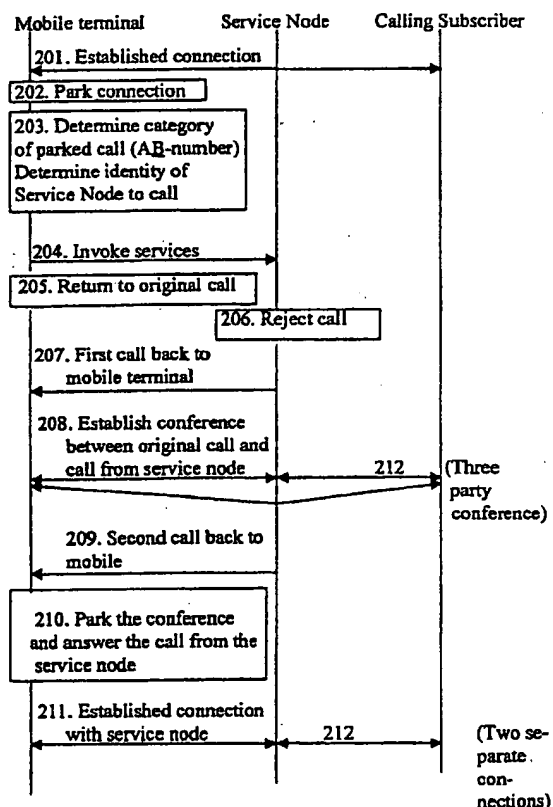 Mobile terminal Service Node Calling Subscriber
201. Established connection
202. Park connection
203. Determine category
of parked call (AB-number)
Determine identity of
Service Node to call
204. Invoke services
205. Return to original call
206. Reject call
207. First call back to
mobile terminal
208. Establish conference
between original call and
call from service node
212
(Three
party
conference)
209. Second call back to
mobile
210. Park the conference
and answer the call from the
service node
211. Established connection
with service node
212
(Two se-
parate.
con-
nections)